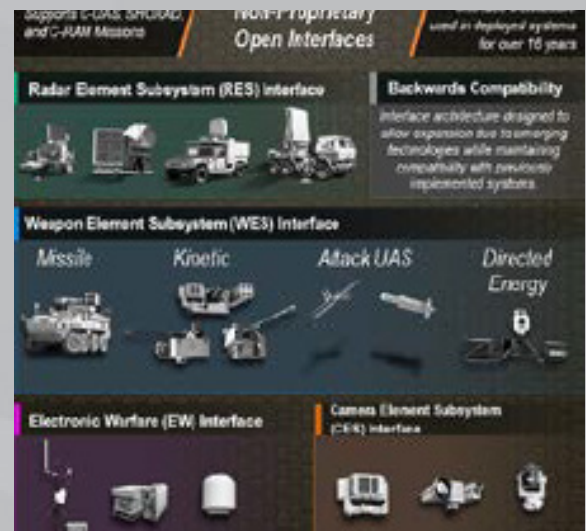 Supports C-UAS, SHORAD,
and C-RAM Missions
Non-Proprietary
Open Interfaces
used in deployed systems
for over 16 years
Radar Element Subsystem (RES) Interface
Backwards Compatibility
Interface architecture designed to
allow expansion due to emerging
technologies while maintaining
compatibility with previously
implemented systems.
Weapon Element Subsystem (WES) Interface
Missile
Kinetic
Attack UAS
Directed
Energy
Electronic Warfare (EW) Interface
Camera Element Subsystem
(CES) Interface